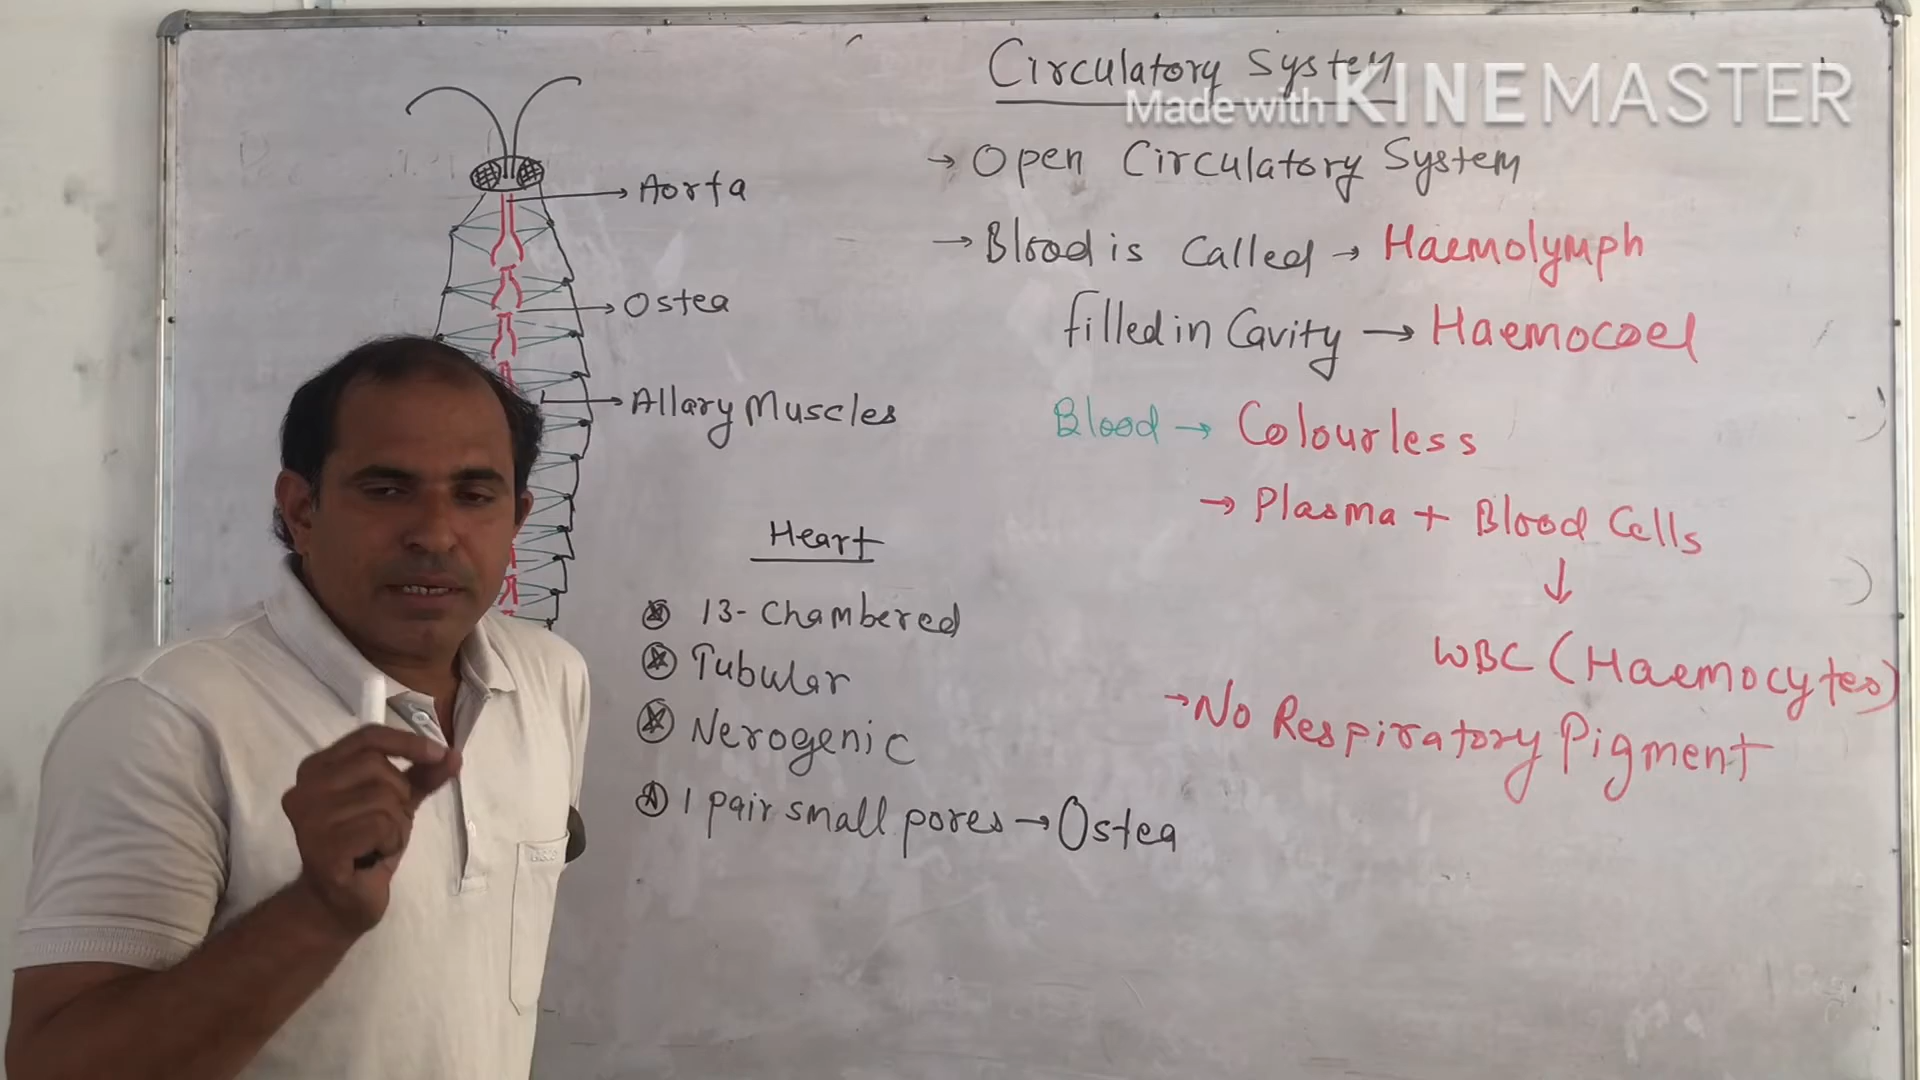 Circulatory System
Made with KINEMASTER
→ Open Circulatory System
→ Blood is Called → Haemolymph
filled in Cavity → Haemocoel
Blood → Colourless
→ Plasma + Blood Cells
↓
WBC (Haemocytes)
→ No Respiratory Pigment
Aorta
Ostea
Allary Muscles
Heart
13-Chambered
Tubular
Nerogenic
1 pair small pores → Ostea